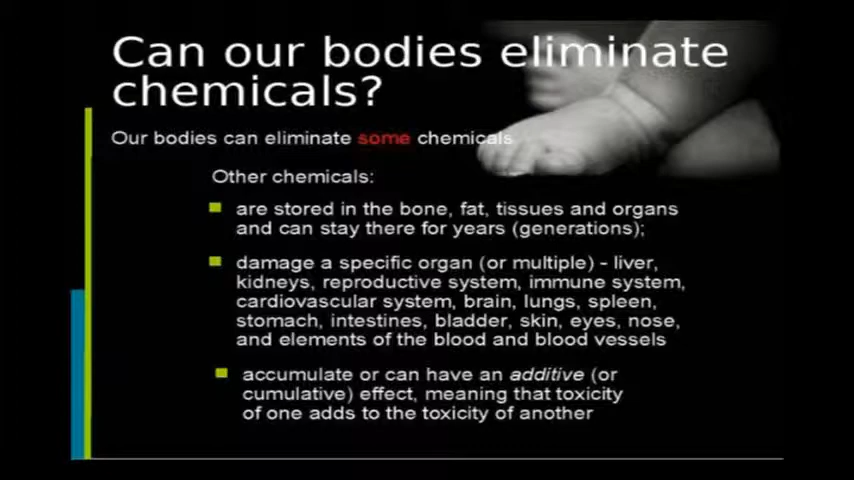 Can our bodies eliminate
chemicals?
Our bodies can eliminate some chemicals
Other chemicals:
are stored in the bone, fat, tissues and organs
and can stay there for years (generations);
damage a specific organ (or multiple) - liver,
kidneys, reproductive system, immune system,
cardiovascular system, brain, lungs, spleen,
stomach, intestines, bladder, skin, eyes, nose,
and elements of the blood and blood vessels
accumulate or can have an additive (or
cumulative) effect, meaning that toxicity
of one adds to the toxicity of another